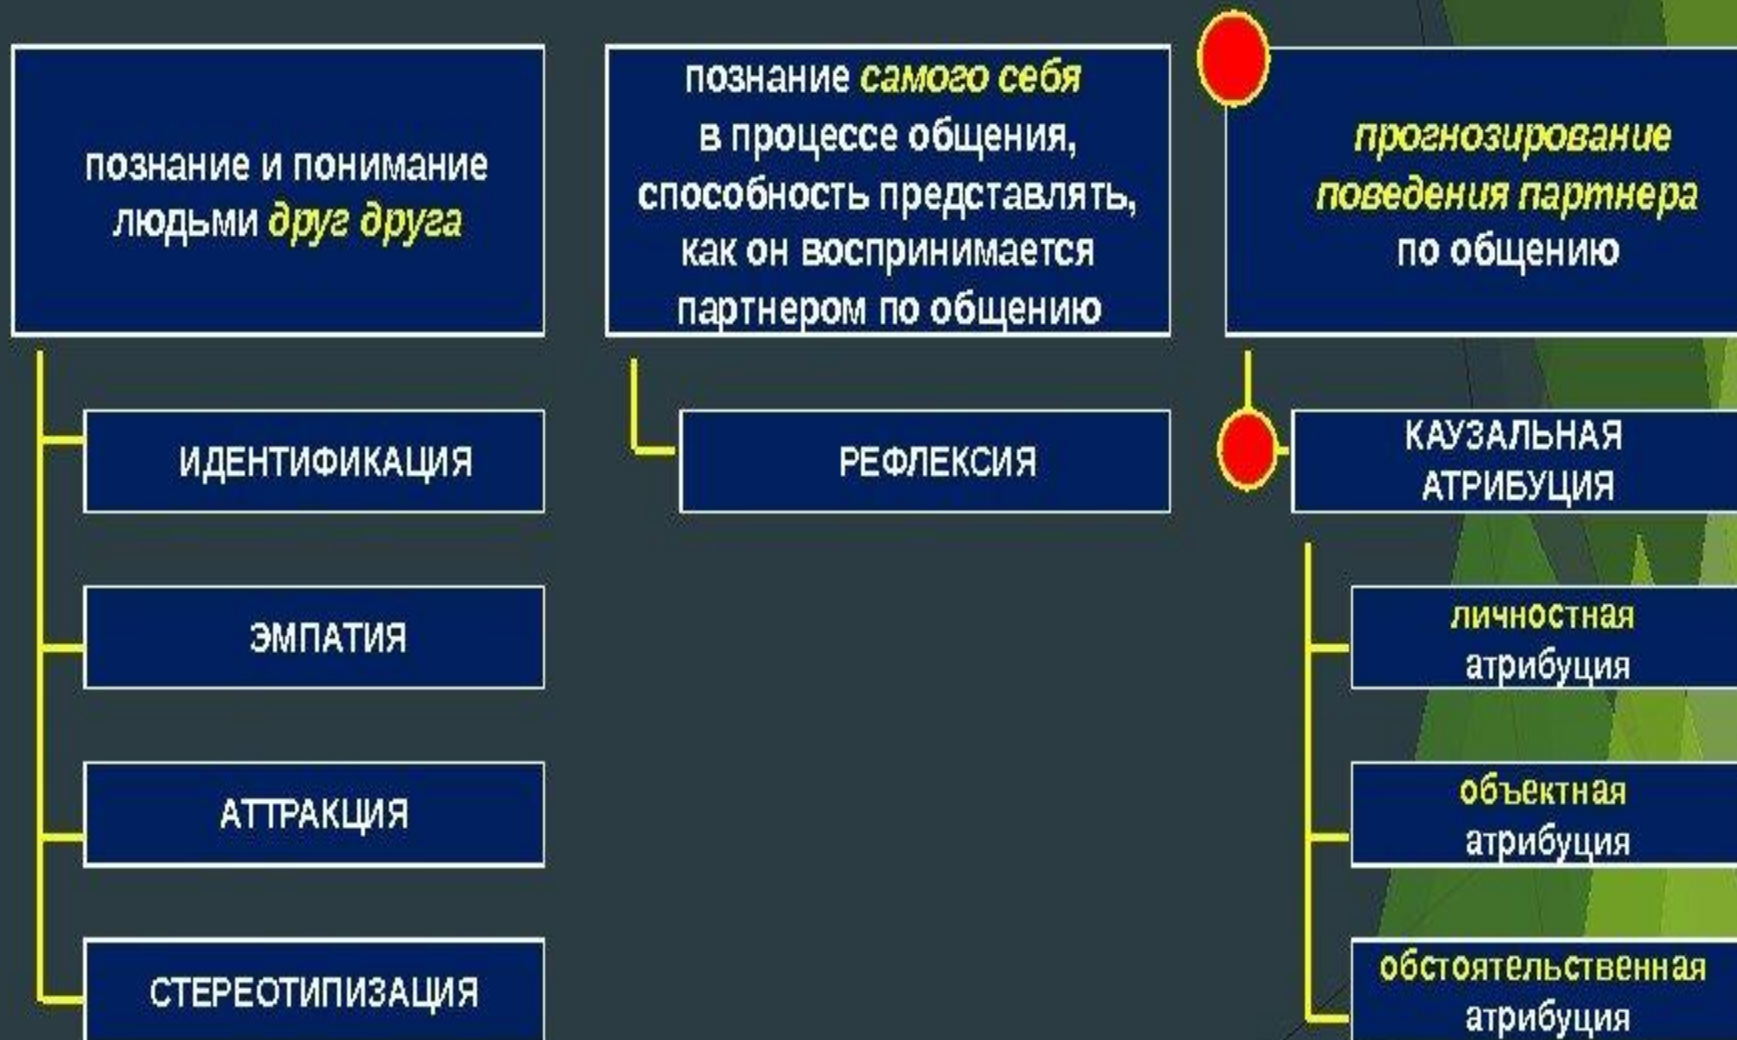 познание и понимание
людьми друг друга
ИДЕНТИФИКАЦИЯ
ЭМПАТИЯ
АТТРАКЦИЯ
СТЕРЕОТИПИЗАЦИЯ
познание самого себя
в процессе общения,
способность представлять,
как он воспринимается
партнером по общению
РЕФЛЕКСИЯ
прогнозирование
поведения партнера
по общению
КАУЗАЛЬНАЯ
АТРИБУЦИЯ
личностная
атрибуция
объектная
атрибуция
обстоятельственная
атрибуция